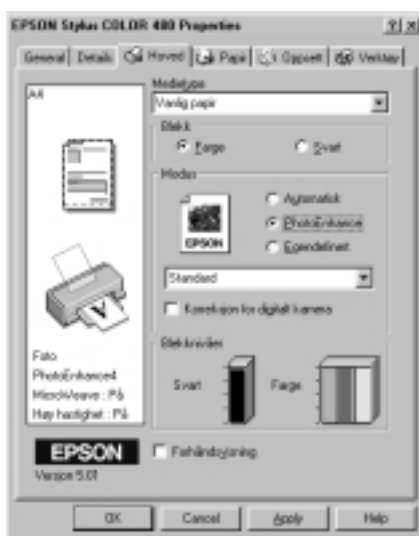 EPSON Stylus COLOR 480 Properties
General Details Hoved Papir Oppsett Verktøy
A4
Medietype
Vanlig papir
Blekk
Farge Svart
Modus
Automatisk
PhotoEnhance
Egendefinert
EPSON
Standard
Korreksjon for digitalt kamera
Blekknivåer
Svart Farge
Foto
PhotoEnhance4
MicroWeave : På
Høy hastighet : På
EPSON
Forhåndsvisning
Version 5.01
OK Cancel Apply Help